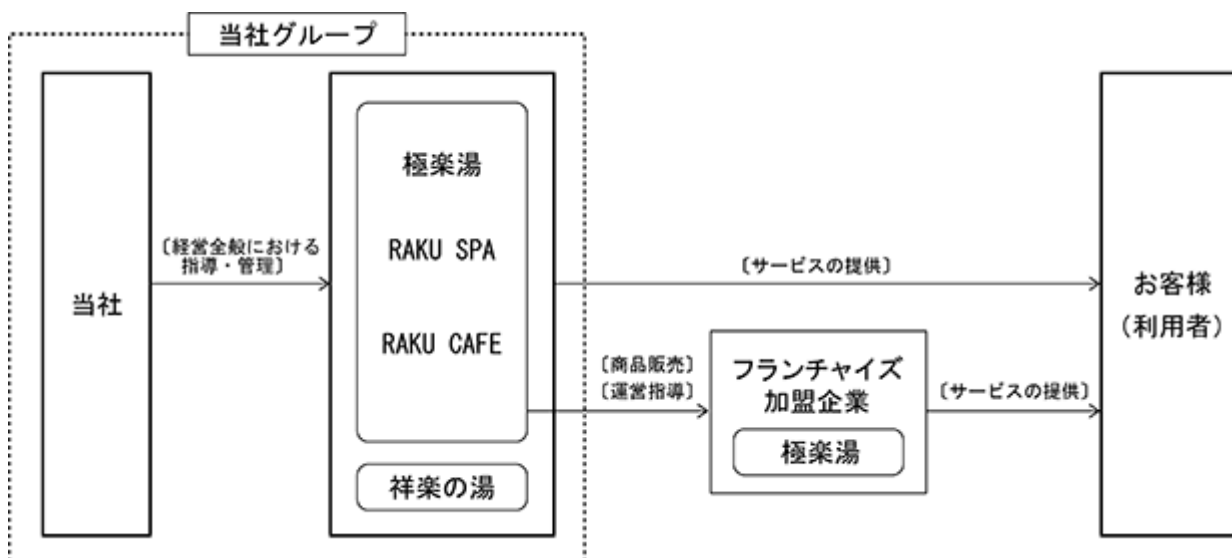 当社グループ
当社
〔経営全般における
指導・管理〕
極楽湯
RAKU SPA
RAKU CAFE
祥楽の湯
〔サービスの提供〕
〔商品販売〕
〔運営指導〕
フランチャイズ
加盟企業
極楽湯
〔サービスの提供〕
お客様
（利用者）